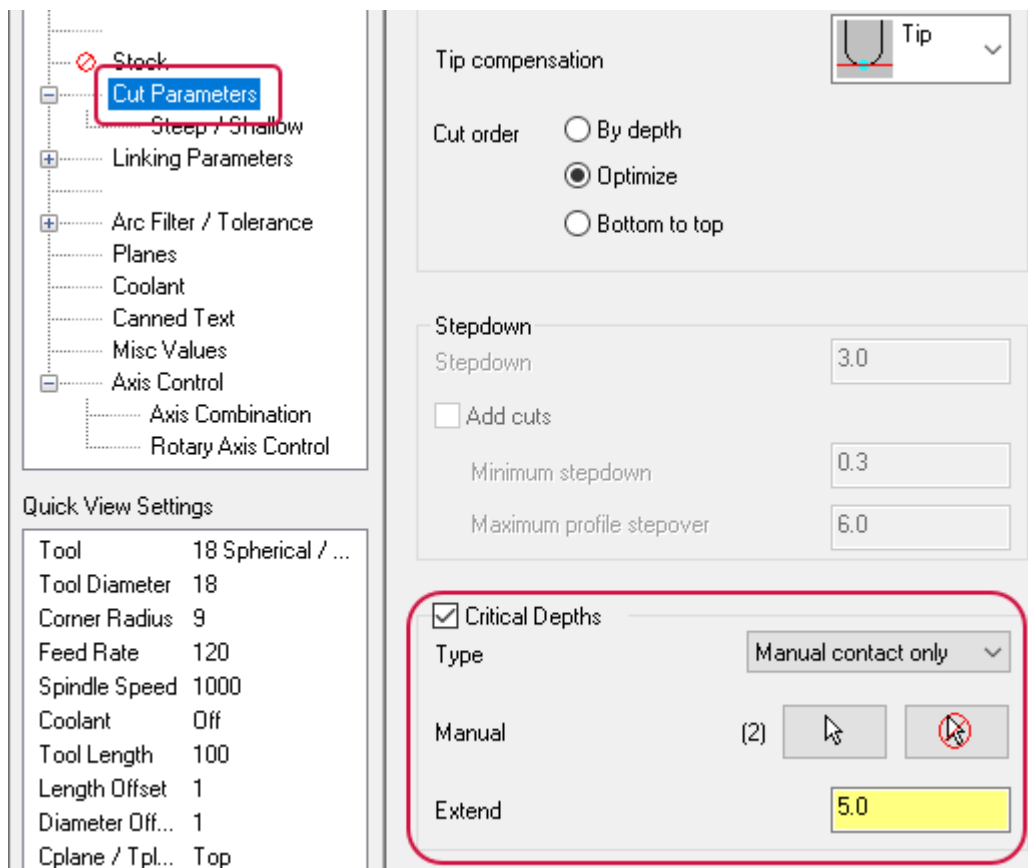 Stock
Cut Parameters
Steep / Shallow
Linking Parameters
Arc Filter / Tolerance
Planes
Coolant
Canned Text
Misc Values
Axis Control
Axis Combination
Rotary Axis Control
Quick View Settings
Tool 18 Spherical / ...
Tool Diameter 18
Corner Radius 9
Feed Rate 120
Spindle Speed 1000
Coolant Off
Tool Length 100
Length Offset 1
Diameter Off... 1
Cplane / Tpl... Top
Tip compensation Tip
Cut order By depth
Optimize
Bottom to top
Stepdown
Stepdown 3.0
Add cuts
Minimum stepdown 0.3
Maximum profile stepover 6.0
Critical Depths
Type Manual contact only
Manual (2)
Extend 5.0